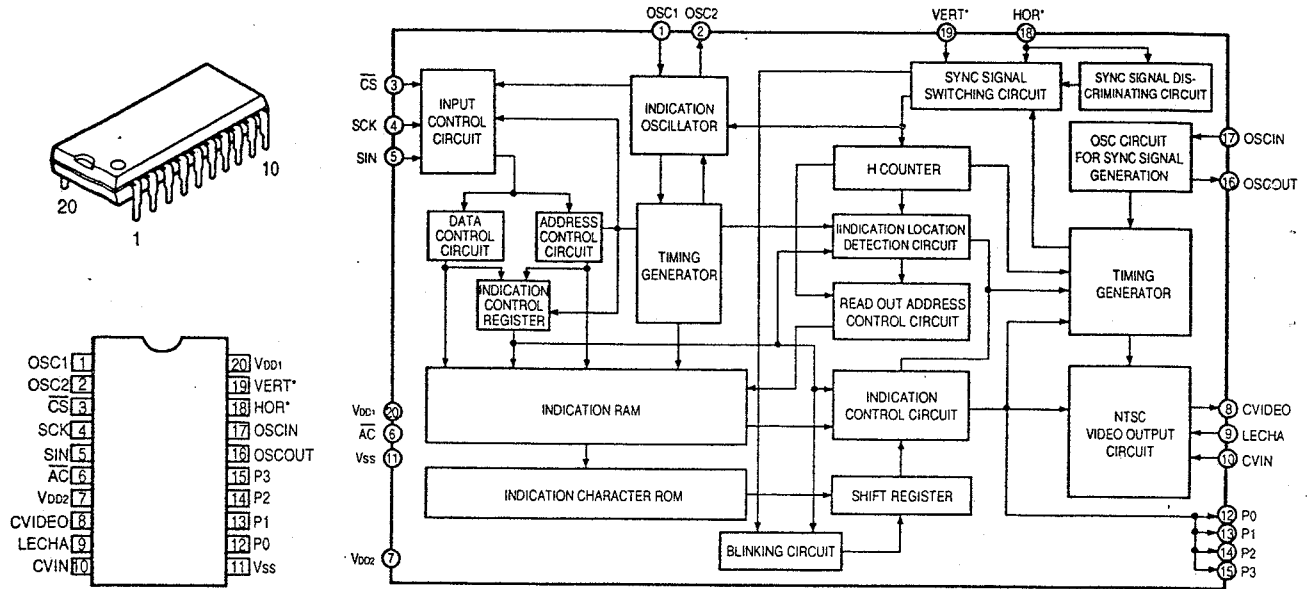 20
1
10
OSC1 1
OSC2 2
CS 3
SCK 4
SIN 5
AC 6
VDD2 7
CVIDEO 8
LECHA 9
CVIN 10
20 VDD1
19 VERT*
18 HOR*
17 OSCIN
16 OSCOUT
15 P3
14 P2
13 P1
12 P0
11 VSS
OSC1 OSC2
1 2
VERT* HOR*
19 18
CS 3
SCK 4
SIN 5
INPUT
CONTROL
CIRCUIT
INDICATION
OSCILLATOR
SYNC SIGNAL
SWITCHING CIRCUIT
SYNC SIGNAL DIS-
CRIMINATING CIRCUIT
OSC CIRCUIT
FOR SYNC SIGNAL
GENERATION
17 OSCIN
16 OSCOUT
H COUNTER
DATA
CONTROL
CIRCUIT
ADDRESS
CONTROL
CIRCUIT
TIMING
GENERATOR
IINDICATION LOCATION
DETECTION CIRCUIT
TIMING
GENERATOR
INDICATION
CONTROL
REGISTER
READ OUT ADDRESS
CONTROL CIRCUIT
VDD1 20
AC 6
VSS 11
INDICATION RAM
INDICATION
CONTROL CIRCUIT
NTSC
VIDEO OUTPUT
CIRCUIT
8 CVIDEO
9 LECHA
10 CVIN
INDICATION CHARACTER ROM
SHIFT REGISTER
BLINKING CIRCUIT
VDD2 7
12 P0
13 P1
14 P2
15 P3